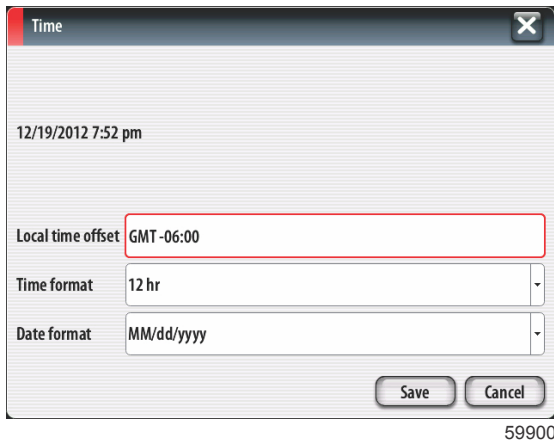 Time
12/19/2012 7:52 pm
Local time offset GMT -06:00
Time format 12 hr
Date format MM/dd/yyyy
Save Cancel
59900